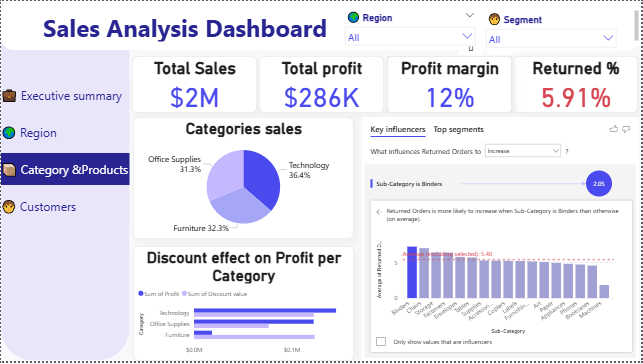 Sales Analysis Dashboard
Region
All
Segment
All
Executive summary
Region
Category &Products
Customers
Total Sales
$2M
Total profit
$286K
Profit margin
12%
Returned %
5.91%
Categories sales
Office Supplies
31.3%
Technology
36.4%
Furniture 32.3%
Discount effect on Profit per
Category
Sum of Profit Sum of Discount value
Category
Technology
Office Supplies
Furniture
$0.0M $0.1M
Key influencers Top segments
What influences Returned Orders to Increase ?
Sub-Category is Binders
2.05
Returned Orders is more likely to increase when Sub-Category is Binders than otherwise
(on average).
Average of Returned O...
Average (excluding selected): 5.40
5
0
Binders
Chairs
Storage
Fasteners
Envelopes
Tables
Supplies
Accessor...
Copiers
Labels
Furnishin...
Art
Paper
Appliances
Phones
Bookcases
Machines
Sub-Category
Only show values that are influencers